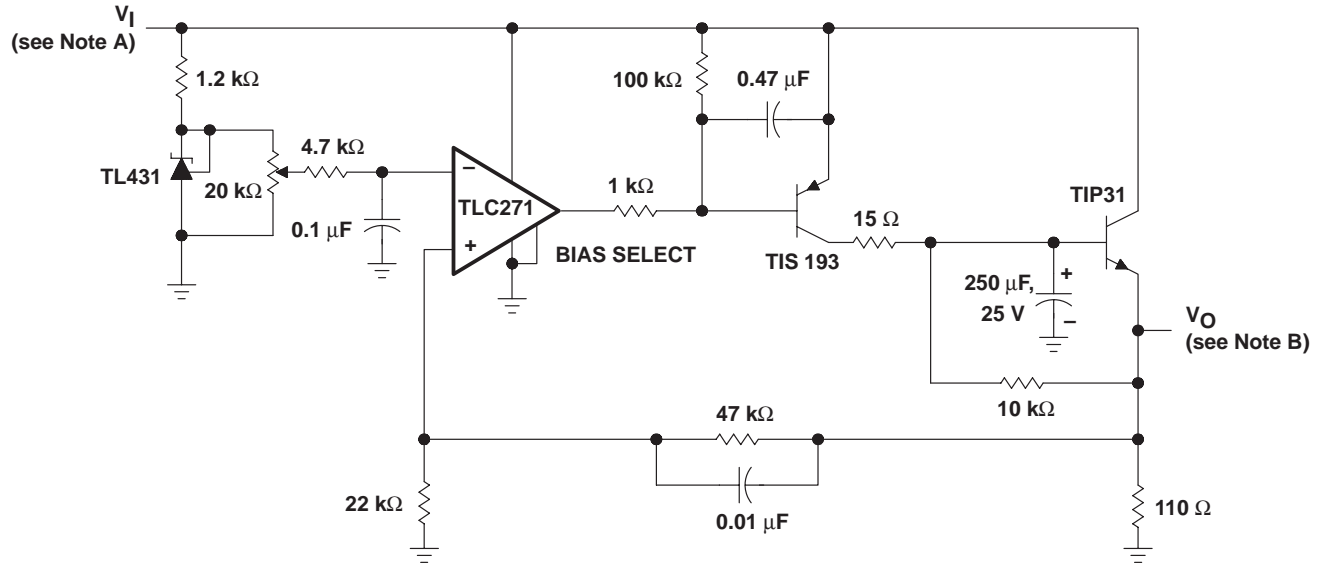 VI
(see Note A)
1.2 kΩ
TL431
20 kΩ
4.7 kΩ
0.1 μF
−
TLC271
+
BIAS SELECT
1 kΩ
100 kΩ
0.47 μF
TIS 193
15 Ω
TIP31
250 μF,
25 V
+
−
VO
(see Note B)
10 kΩ
47 kΩ
0.01 μF
22 kΩ
110 Ω